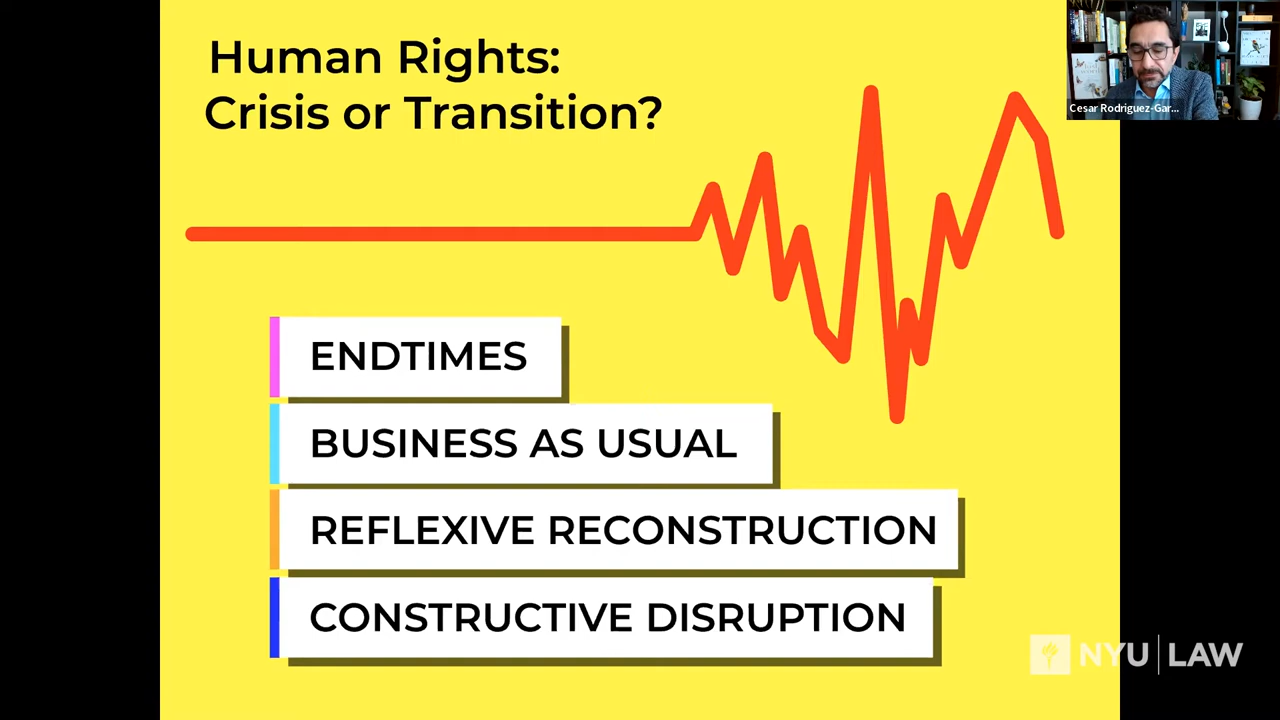 Human Rights:
Crisis or Transition?
Cesar Rodriguez-Gar...
ENDTIMES
BUSINESS AS USUAL
REFLEXIVE RECONSTRUCTION
CONSTRUCTIVE DISRUPTION
NYU | LAW